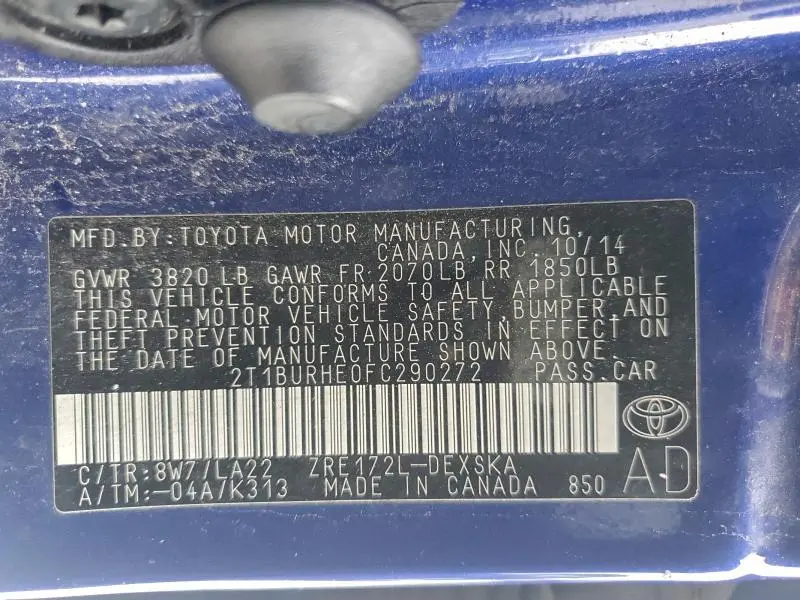 MFD.BY:TOYOTA MOTOR MANUFACTURING,
CANADA, INC. 10/14
GVWR 3820 LB GAWR FR 2070LB RR 1850LB
THIS VEHICLE CONFORMS TO ALL APPLICABLE
FEDERAL MOTOR VEHICLE SAFETY, BUMPER, AND
THEFT PREVENTION STANDARDS IN EFFECT ON
THE DATE OF MANUFACTURE SHOWN ABOVE.
2T1BURHE0FC290272 PASS.CAR
C/TR:8W7/LA22 ZRE172L-DEXSKA
A/TM:-04A/K313 MADE IN CANADA 850
AD